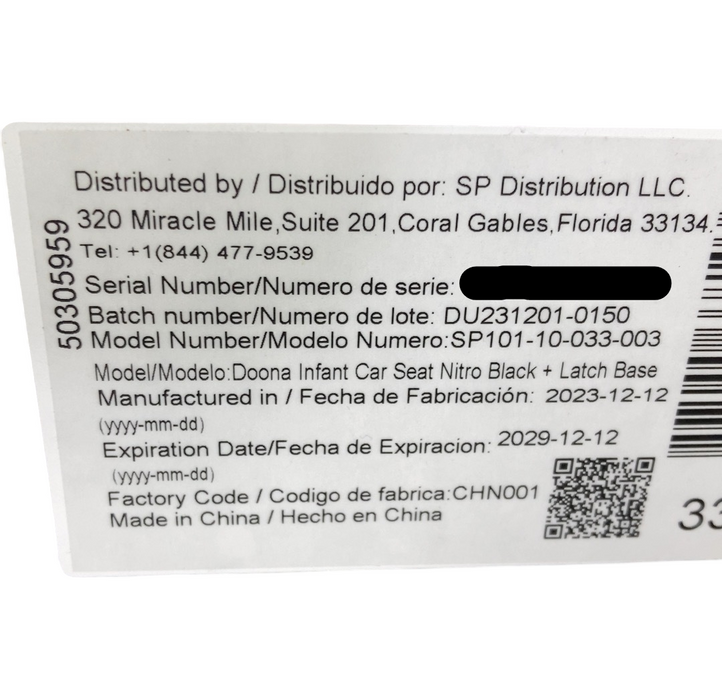 Distributed by / Distribuido por: SP Distribution LLC.
320 Miracle Mile,Suite 201,Coral Gables,Florida 33134.
Tel: +1(844) 477-9539
Serial Number/Numero de serie:
Batch number/Numero de lote: DU231201-0150
Model Number/Modelo Numero:SP101-10-033-003
Model/Modelo:Doona Infant Car Seat Nitro Black + Latch Base
Manufactured in / Fecha de Fabricación: 2023-12-12
(yyyy-mm-dd)
Expiration Date/Fecha de Expiracion: 2029-12-12
(yyyy-mm-dd)
Factory Code / Codigo de fabrica:CHN001
Made in China / Hecho en China
50305959